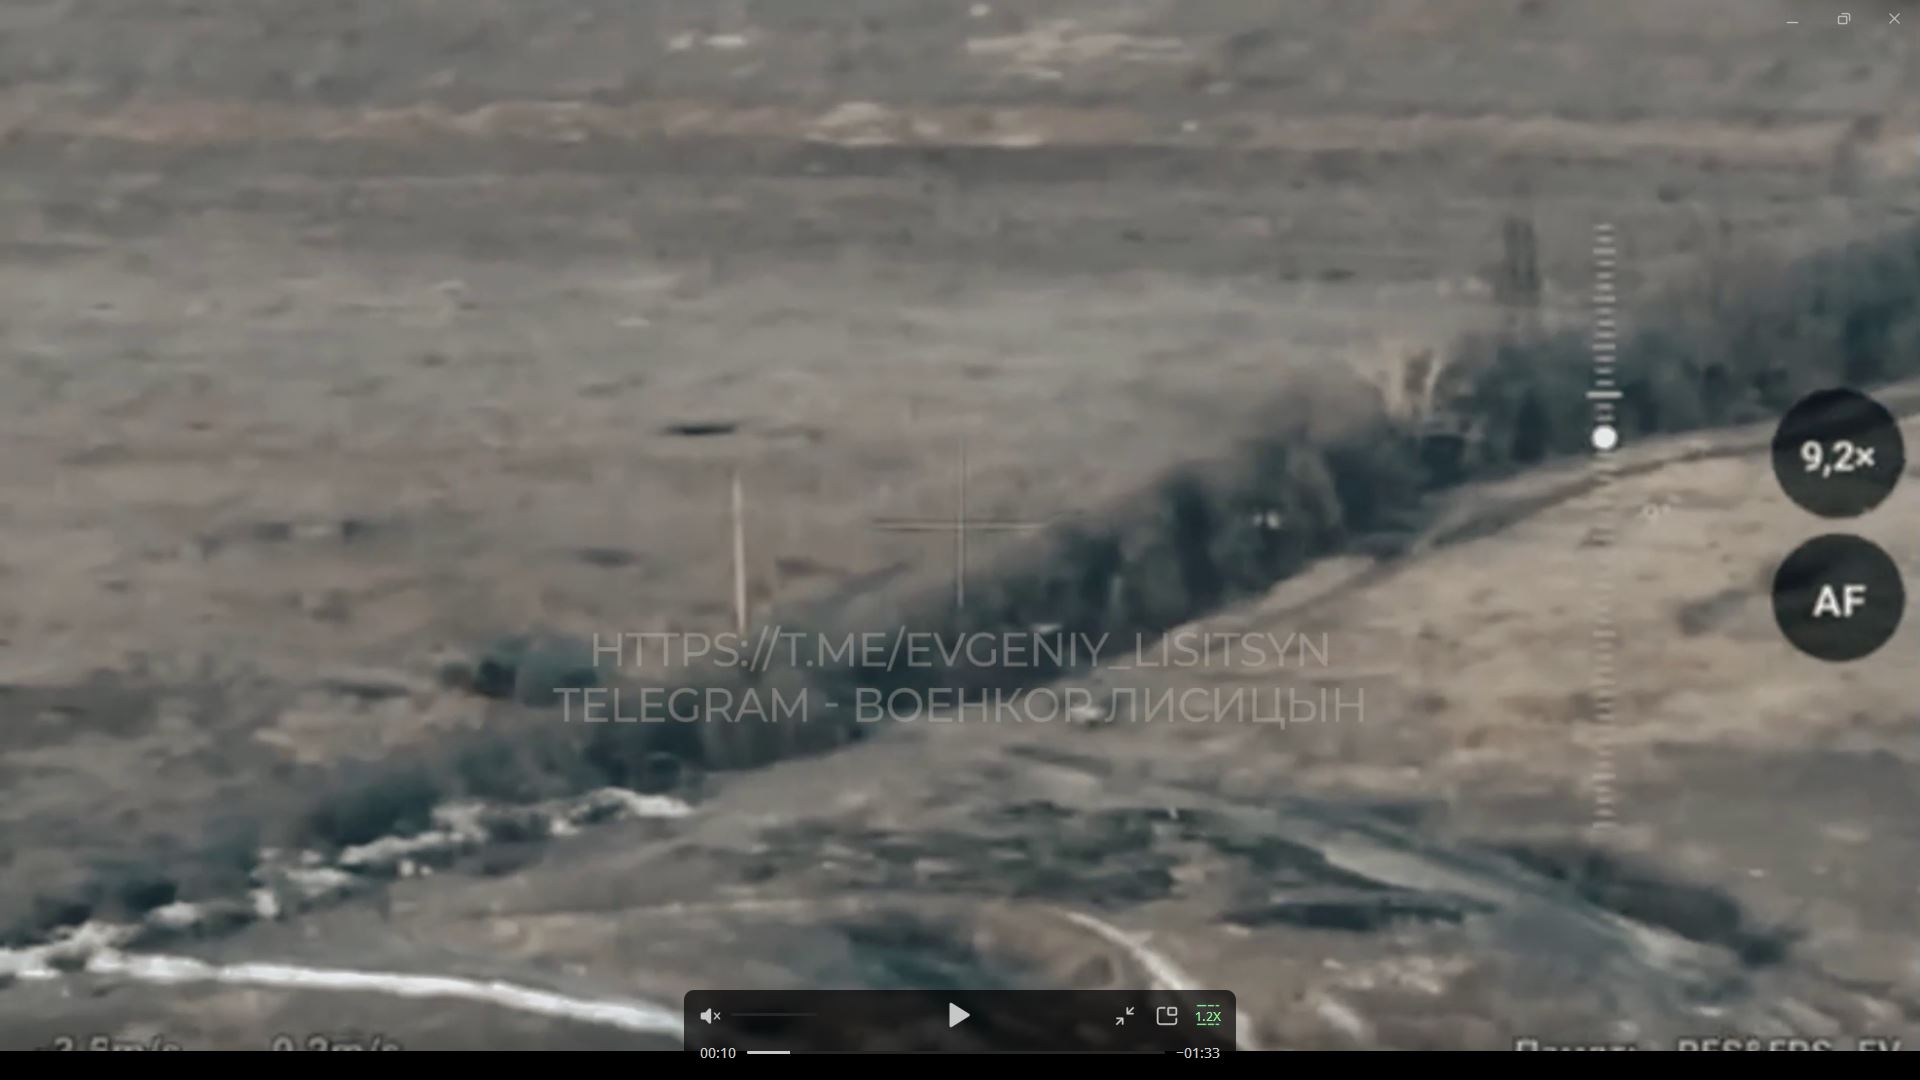 9,2×
AF
HTTPS://T.ME/EVGENIY_LISITSYN
TELEGRAM - ВОЕНКОР ЛИСИЦЫН
1.2X
00:10
−01:33